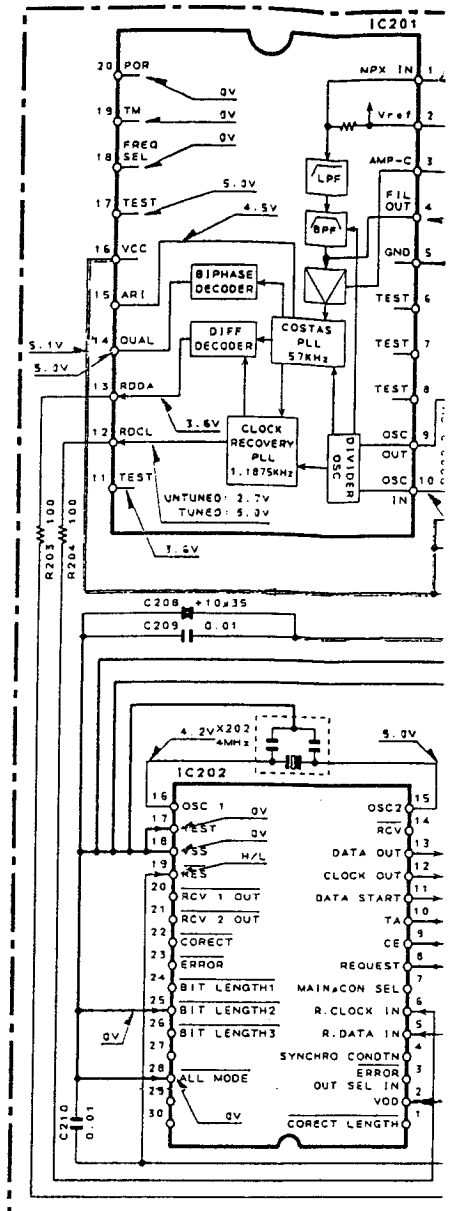 IC201
20 POR
0V
19 TM
0V
18 FREQ SEL
0V
17 TEST
5.0V
4.5V
16 VCC
15 ARI
5.1V
14 QUAL
5.0V
13 RDDA
3.6V
12 RDCL
UNTUNED: 2.7V
TUNED: 5.0V
11 TEST
3.6V
MPX IN 1
Vref 2
AMP-C 3
FIL OUT 4
GND 5
TEST 6
TEST 7
TEST 8
OSC OUT 9
OSC IN 10
LPF
BPF
BIPHASE DECODER
DIFF DECODER
COSTAS PLL 57KHz
CLOCK RECOVERY PLL 1.1875KHz
DIVIDER OSC
R203 100
R204 100
C208 +10μ35
C209 0.01
4.2V
X202
4MHz
5.0V
IC202
16 OSC 1
0V
17 TEST
0V
18 VSS
H/L
19 RES
20 RCV 1 OUT
21 RCV 2 OUT
22 CORECT
23 ERROR
24 BIT LENGTH1
25 BIT LENGTH2
0V
26 BIT LENGTH3
27
28 ALL MODE
0V
29
30
C210 0.01
OSC2 15
RCV 14
DATA OUT 13
CLOCK OUT 12
DATA START 11
TA 10
CE 9
REQUEST 8
MAIN&CON SEL 7
R.CLOCK IN 6
R.DATA IN 5
SYNCHRO CONDTN 4
ERROR OUT SEL IN 3
VDD 2
CORECT LENGTH 1